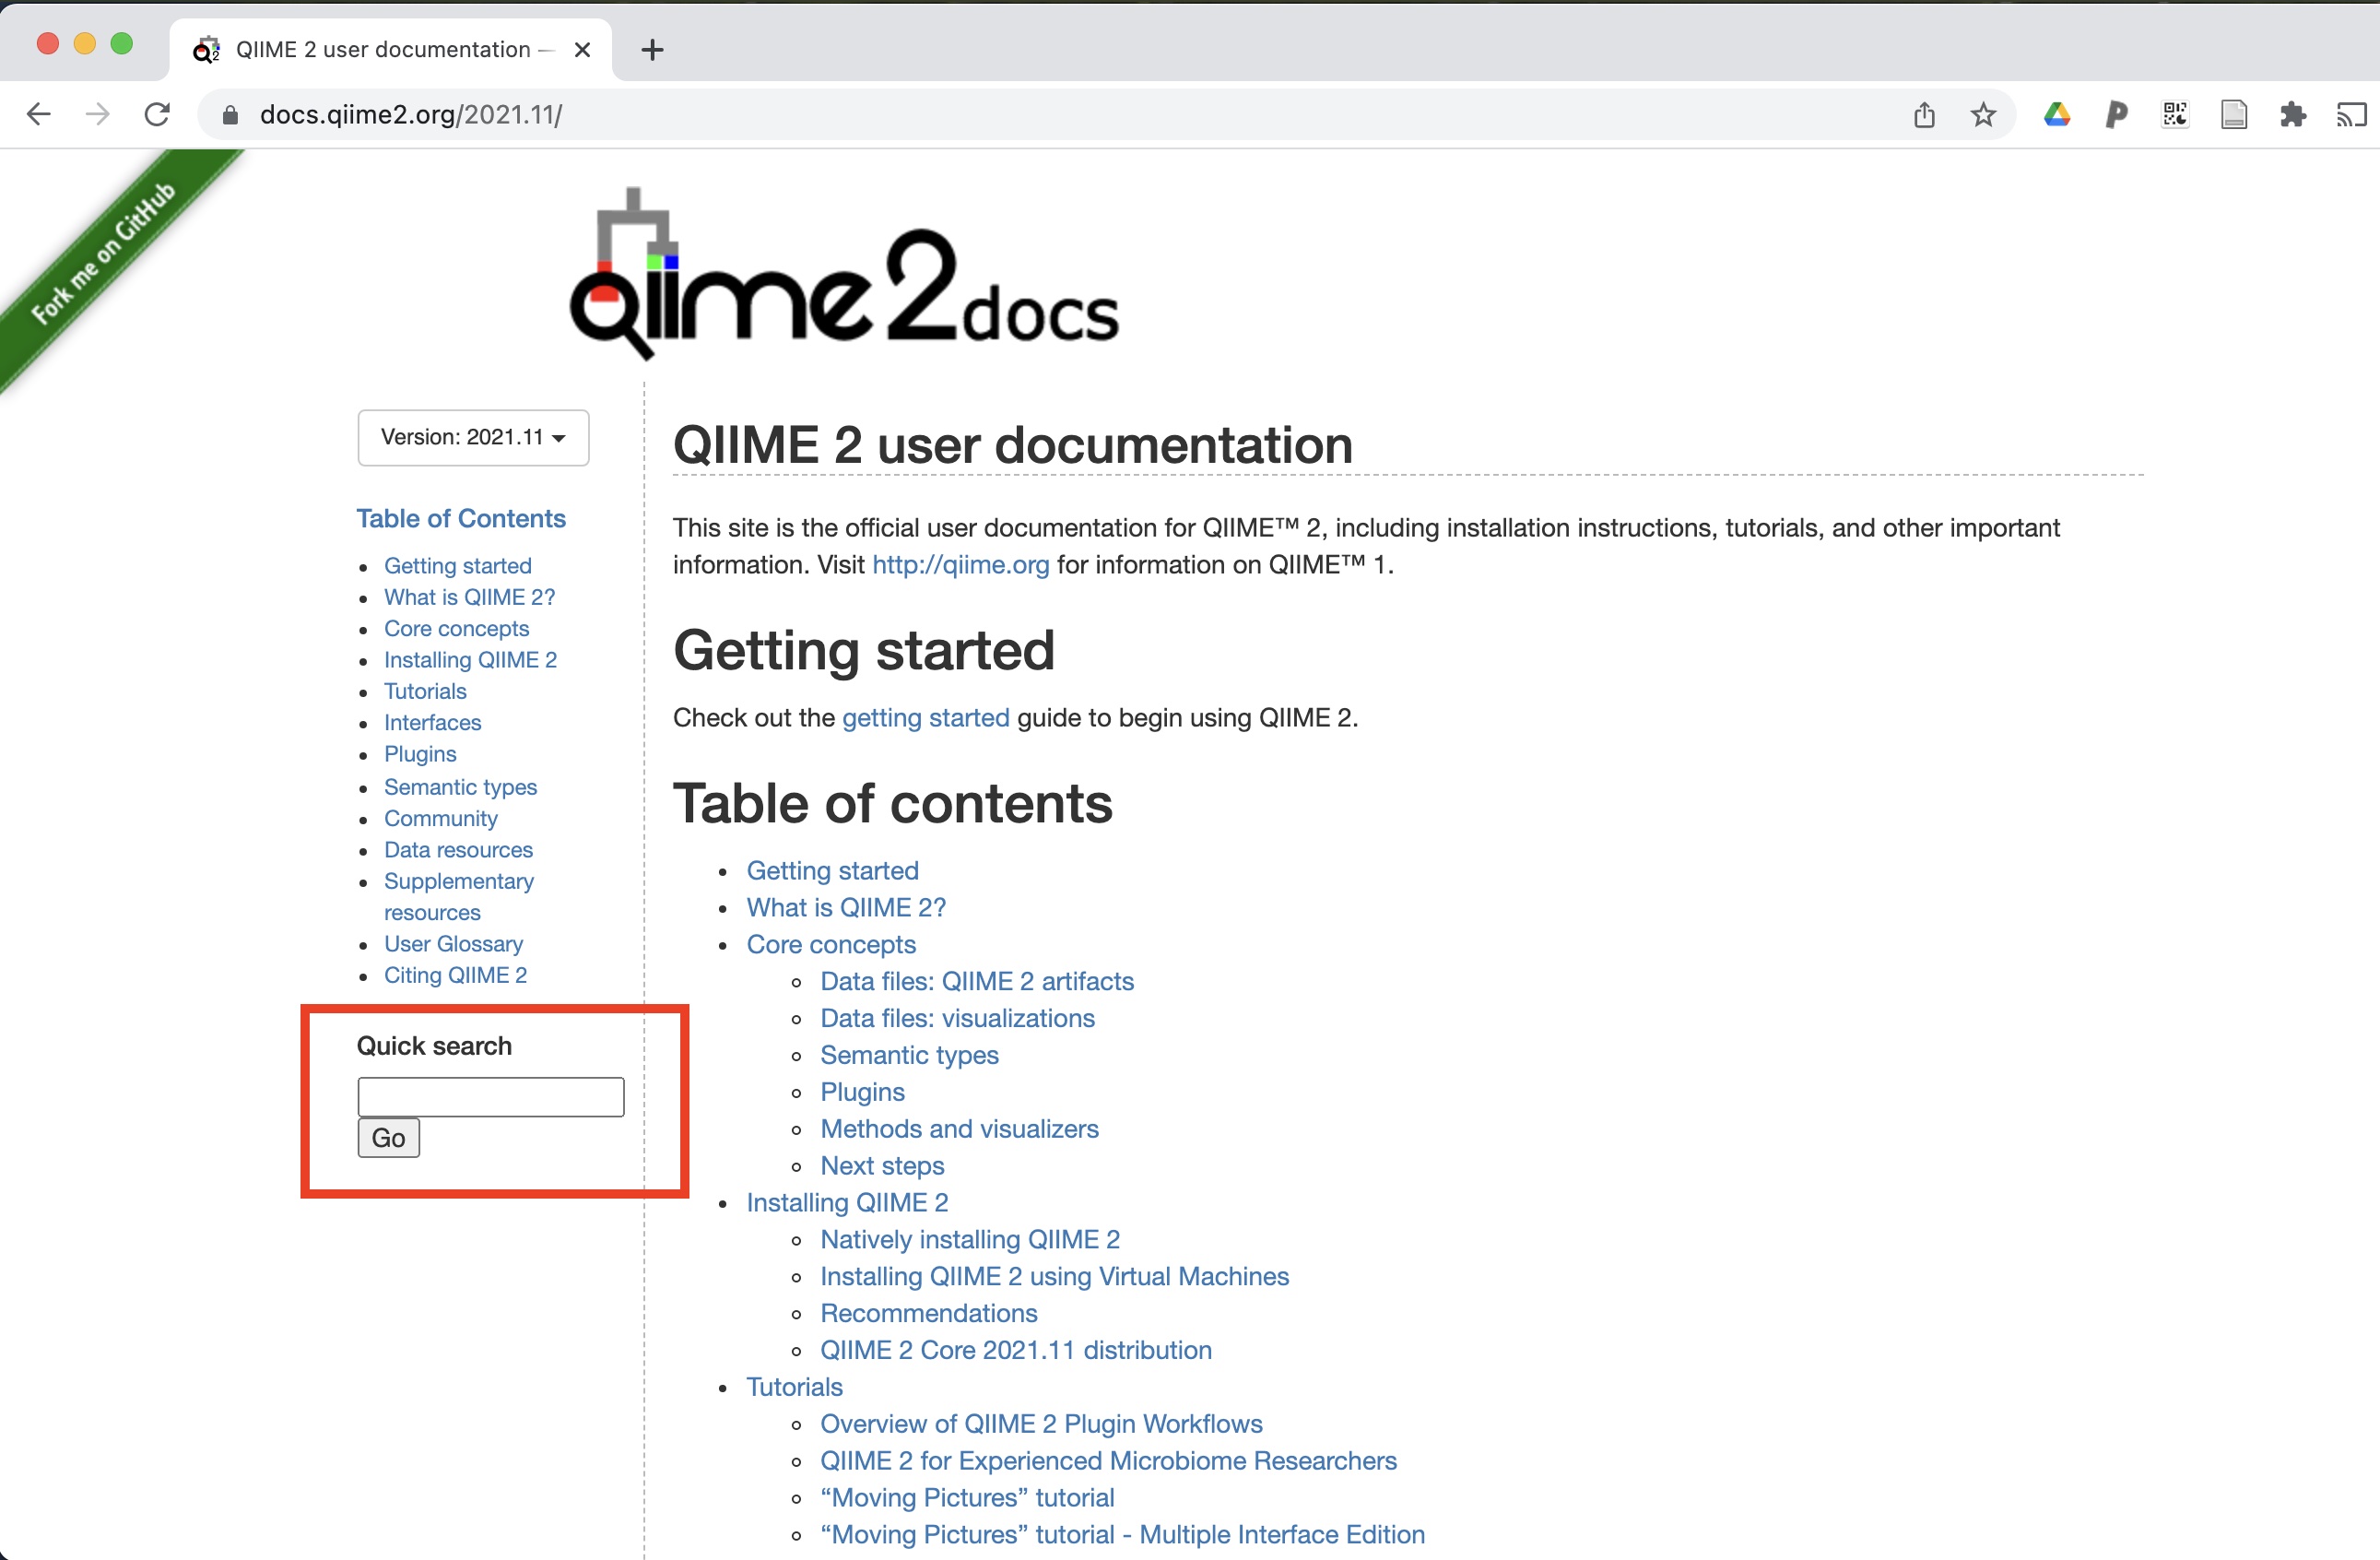 QIIME 2 user documentation —
docs.qiime2.org/2021.11/
Fork me on GitHub
qiime2docs
Version: 2021.11
Table of Contents
Getting started
What is QIIME 2?
Core concepts
Installing QIIME 2
Tutorials
Interfaces
Plugins
Semantic types
Community
Data resources
Supplementary
resources
User Glossary
Citing QIIME 2
Quick search
Go
QIIME 2 user documentation
This site is the official user documentation for QIIME™ 2, including installation instructions, tutorials, and other important
information. Visit http://qiime.org for information on QIIME™ 1.
Getting started
Check out the getting started guide to begin using QIIME 2.
Table of contents
Getting started
What is QIIME 2?
Core concepts
Data files: QIIME 2 artifacts
Data files: visualizations
Semantic types
Plugins
Methods and visualizers
Next steps
Installing QIIME 2
Natively installing QIIME 2
Installing QIIME 2 using Virtual Machines
Recommendations
QIIME 2 Core 2021.11 distribution
Tutorials
Overview of QIIME 2 Plugin Workflows
QIIME 2 for Experienced Microbiome Researchers
“Moving Pictures” tutorial
“Moving Pictures” tutorial - Multiple Interface Edition